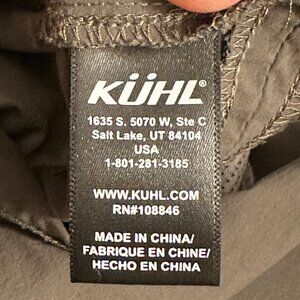 KÜHL®
1635 S. 5070 W, Ste C
Salt Lake, UT 84104
USA
1-801-281-3185
WWW.KUHL.COM
RN#108846
MADE IN CHINA/
FABRIQUE EN CHINE/
HECHO EN CHINA